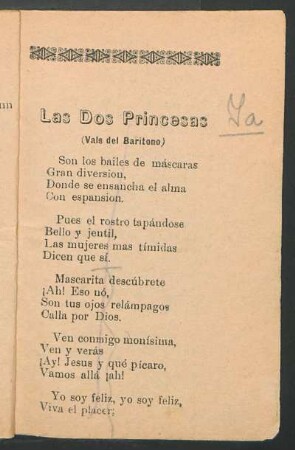 Las Dos Princesas
Ya
(Vals del Barítono)
Son los bailes de máscaras
Gran diversion,
Donde se ensancha el alma
Con espansion.
Pues el rostro tapándose
Bello y jentil,
Las mujeres mas tímidas
Dicen que sí.
Mascarita descúbrete
¡Ah! Eso nó,
Son tus ojos relámpagos
Calla por Dios.
Ven conmigo monísima,
Ven y verás
¡Ay! Jesus y qué pícaro,
Vamos allá ¡ah!
Yo soy feliz, yo soy feliz,
Viva el placer;